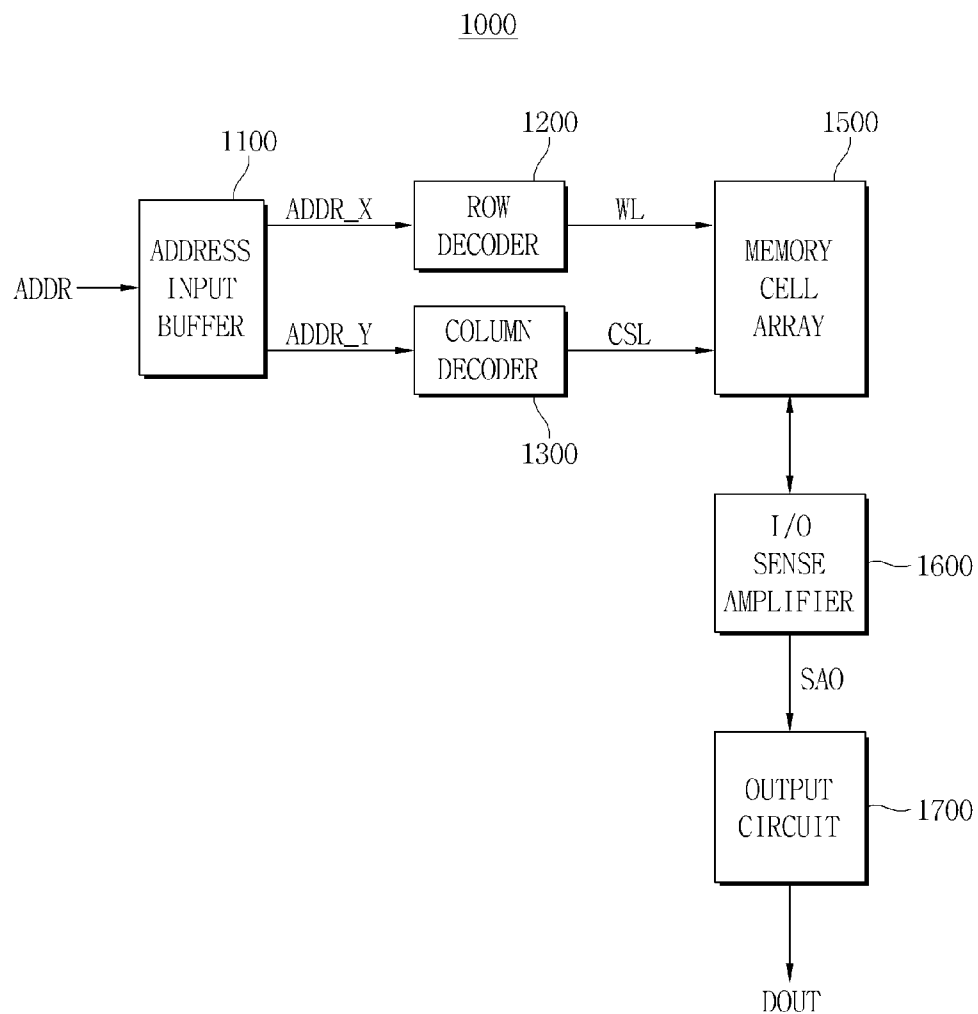 1000
1100
1200
1500
ADDR
ADDRESS
INPUT
BUFFER
ADDR_X
ROW
DECODER
WL
MEMORY
CELL
ARRAY
ADDR_Y
COLUMN
DECODER
CSL
1300
I/O
SENSE
AMPLIFIER
1600
SAO
OUTPUT
CIRCUIT
1700
DOUT